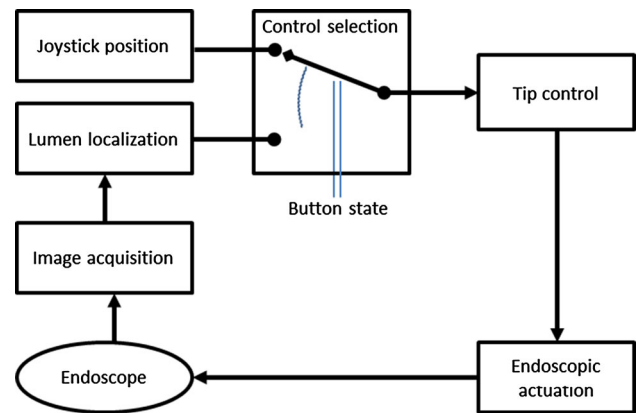 Joystick position
Control selection
Tip control
Lumen localization
Button state
Image acquisition
Endoscope
Endoscopic
actuation